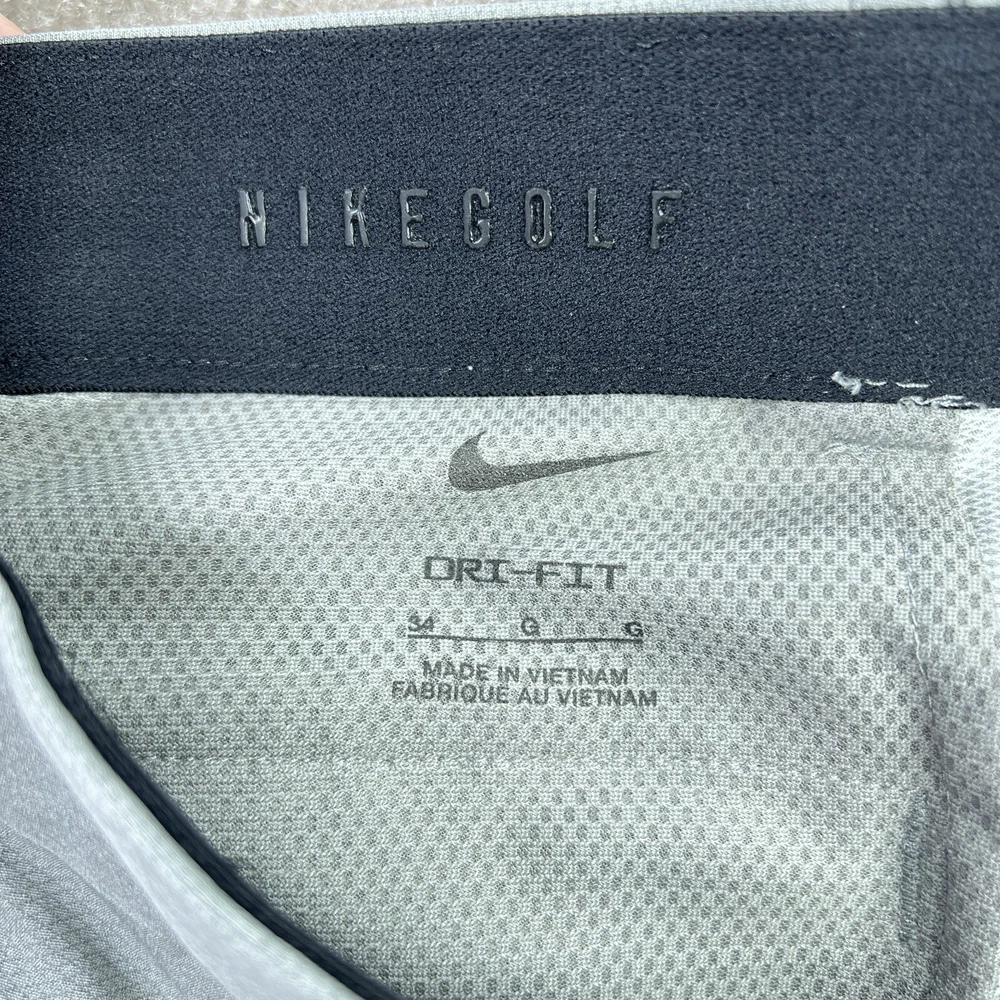 NIKEGOLF
DRI-FIT
34 G G
MADE IN VIETNAM
FABRIQUE AU VIETNAM